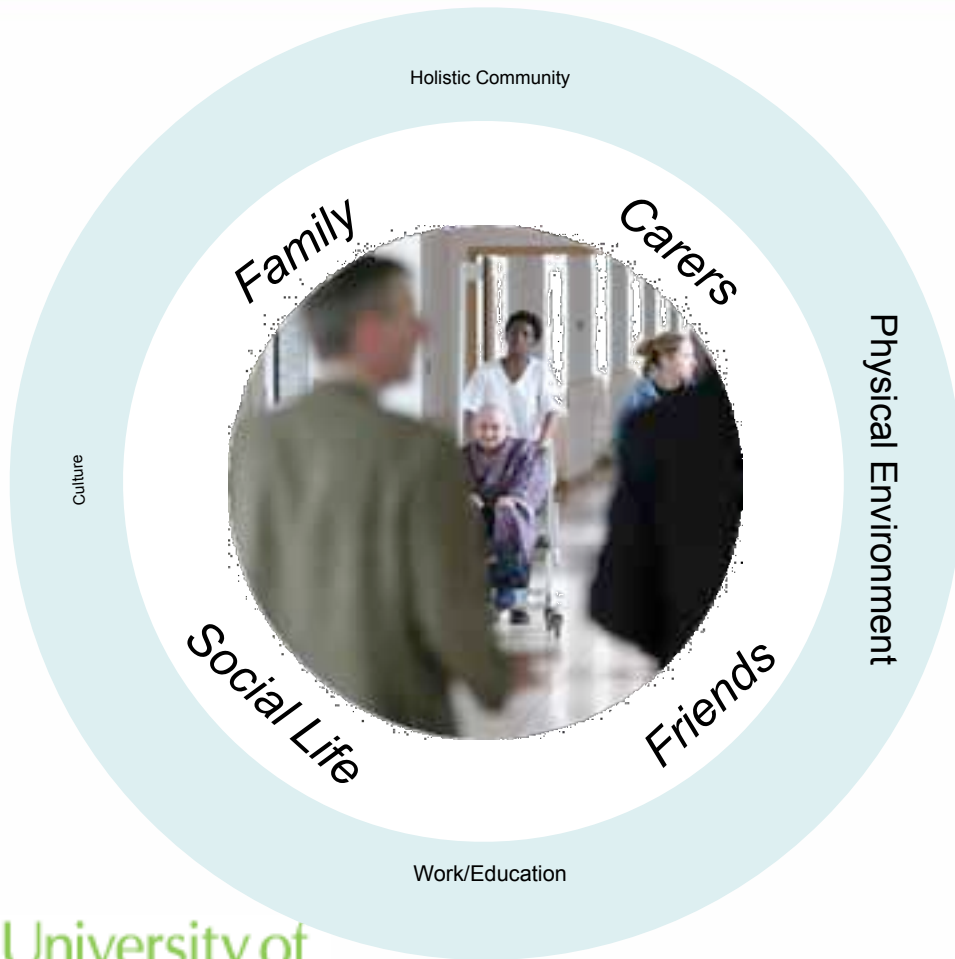 Holistic Community
Family
Carers
Physical Environment
Culture
Social Life
Friends
Work/Education
University of